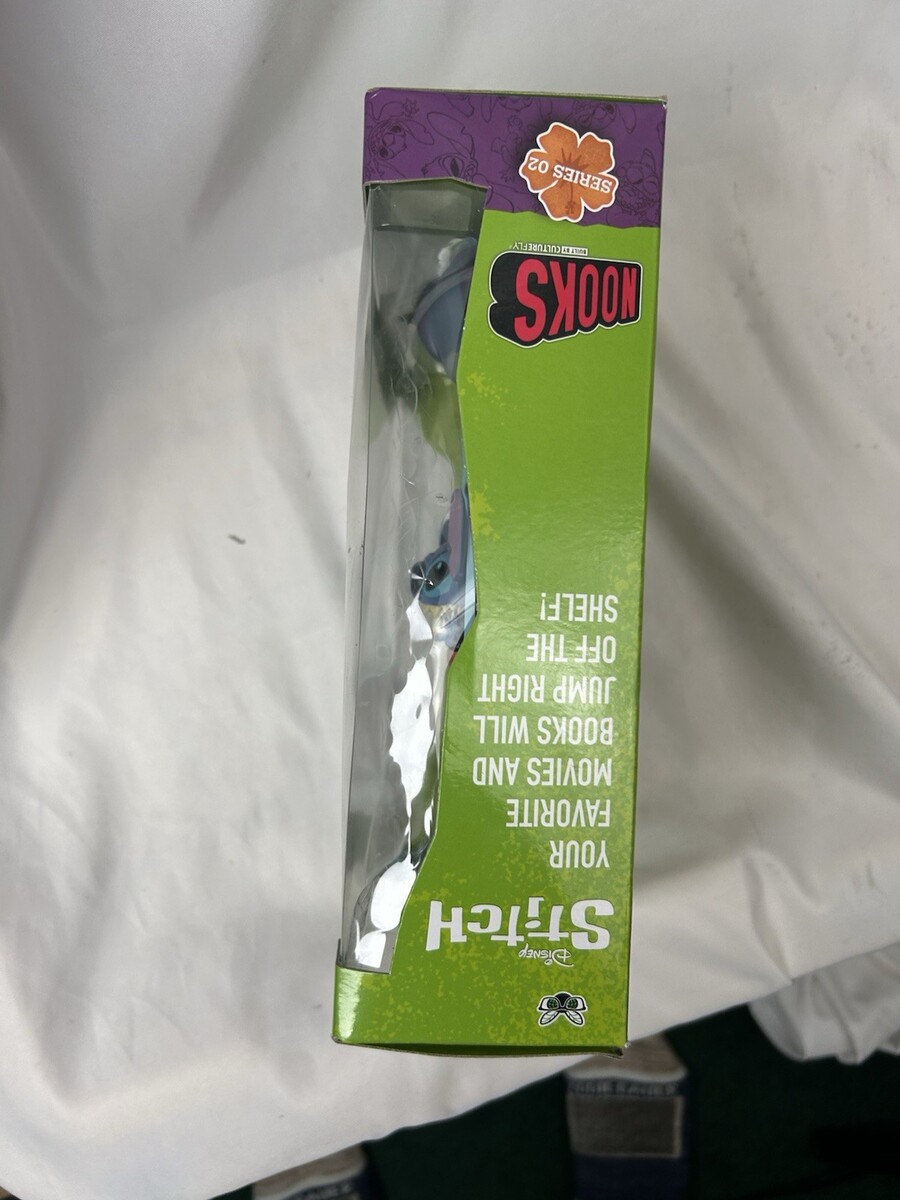 DISNEY
Stitch
YOUR
FAVORITE
MOVIES AND
BOOKS WILL
JUMP RIGHT
OFF THE
SHELF!
NOOKS
BUILT BY CULTUREFLY®
SERIES 02